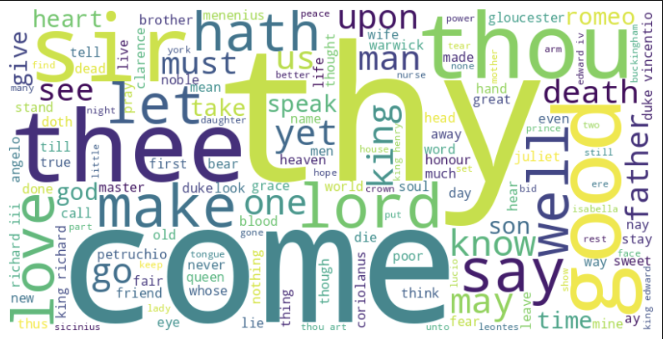 heart
brother
menenius
peace
upon
power
gloucester
romeo
give
sir
tell
dead
find
live
clarence
pray
hath
york
must
noble
better
us
life
thought
wife
warwick
man
made
none
tear
thou
arm
hand
great
mother
edward iv
buckingham
duke vincentio
many
see
let
mean
take
speak
nurse
thy
death
stand
doth
night
daughter
name
yet
men
king
king henry
head
away
word
honour
much
even
prince
two
good
father
angelo
till
true
thee
little
first
bear
heaven
hope
house
juliet
well
still
set
done
god
master
make
duke
look
grace
one
world
lord
crown
soul
put
day
hear
bid
ere
isabella
love
richard iii
call
part
king richard
old
blood
gone
die
know
son
rest
nay
stay
face
way
sweet
petruchio
keep
go
fair
friend
come
tongue
never
queen
whose
nothing
thing
though
coriolanus
poor
think
say
may
lucio
leave
show
king edward
new
thus
sicinius
lady
eye
lie
thou art
unto
fear
leontes
time
mine
ay